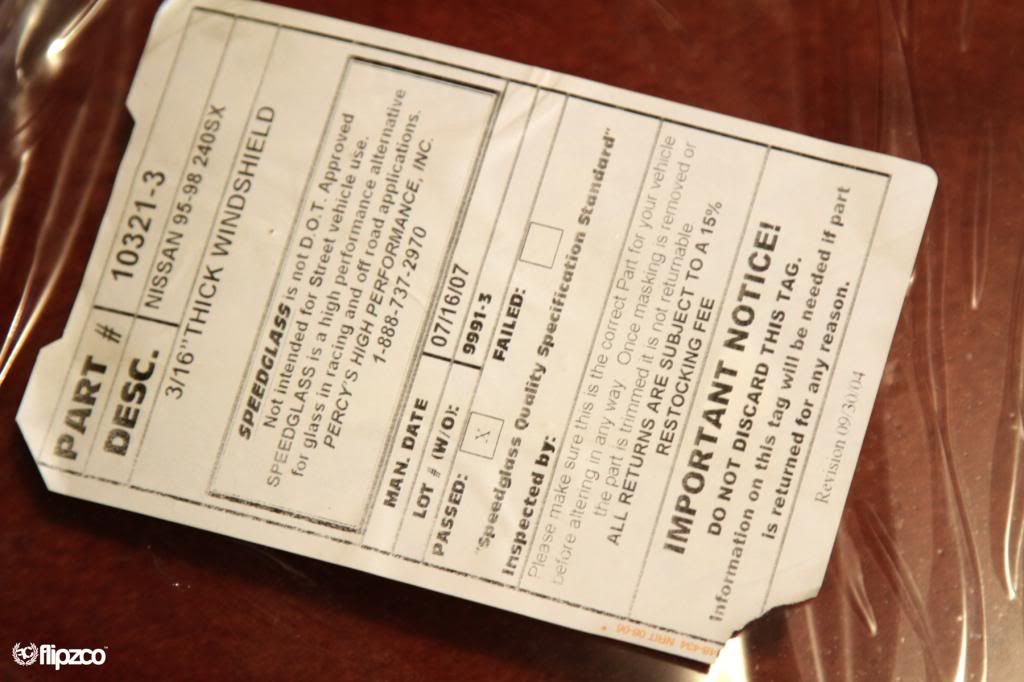 PART # 10321-3
DESC. NISSAN 95-98 240SX
3/16" THICK WINDSHIELD
SPEEDGLASS is not D.O.T. Approved
Not intended for Street vehicle use.
SPEEDGLASS is a high performance alternative
for glass in racing and off road applications.
PERCY'S HIGH PERFORMANCE, INC.
1-888-737-2970
MAN. DATE 07/16/07
LOT # (W/O): 9991-3
PASSED: X FAILED:
"Speedglass Quality Specification Standard"
Inspected by:
Please make sure this is the correct Part for your vehicle
before altering in any way. Once masking is removed or
the part is trimmed it is not returnable
ALL RETURNS ARE SUBJECT TO A 15%
RESTOCKING FEE
IMPORTANT NOTICE!
DO NOT DISCARD THIS TAG.
Information on this tag will be needed if part
is returned for any reason.
Revision 09/30/04
48-434 NRIT 06-06 *
flipzco